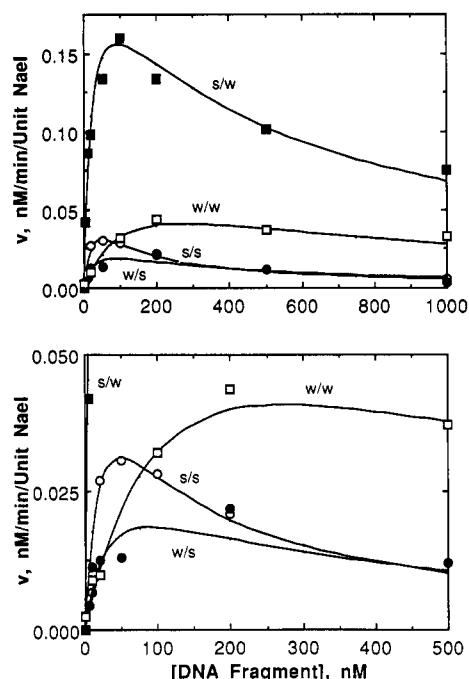 v, nM/min/Unit NaeI
0.15
0.10
0.05
0.00
s/w
w/w
s/s
w/s
0 200 400 600 800 1000
v, nM/min/Unit NaeI
0.050
0.025
0.000
s/w
w/w
s/s
w/s
0 100 200 300 400 500
[DNA Fragment], nM